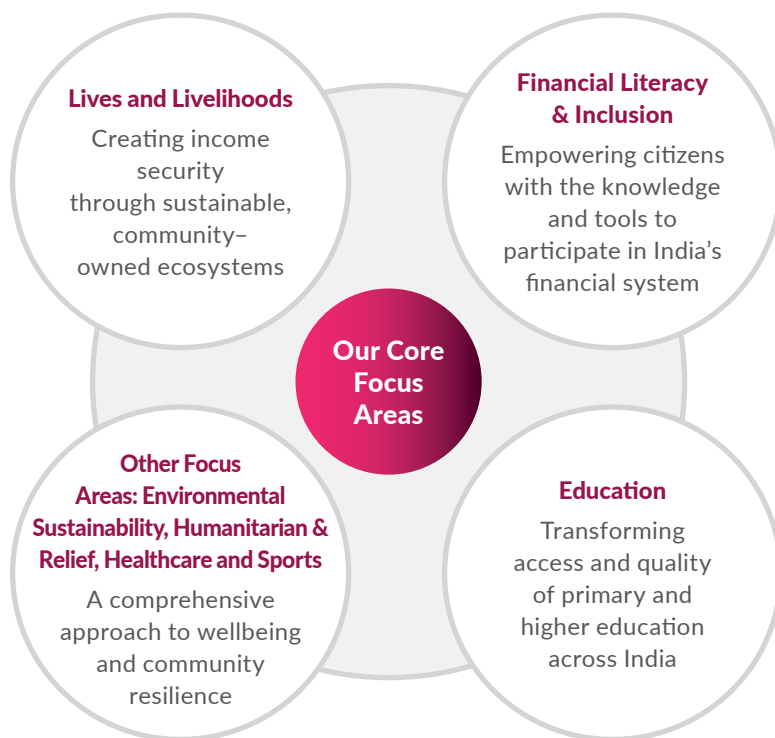 Lives and Livelihoods
Creating income
security
through sustainable,
community–
owned ecosystems
Financial Literacy
& Inclusion
Empowering citizens
with the knowledge
and tools to
participate in India’s
financial system
Our Core
Focus
Areas
Other Focus
Areas: Environmental
Sustainability, Humanitarian &
Relief, Healthcare and Sports
A comprehensive
approach to wellbeing
and community
resilience
Education
Transforming
access and quality
of primary and
higher education
across India